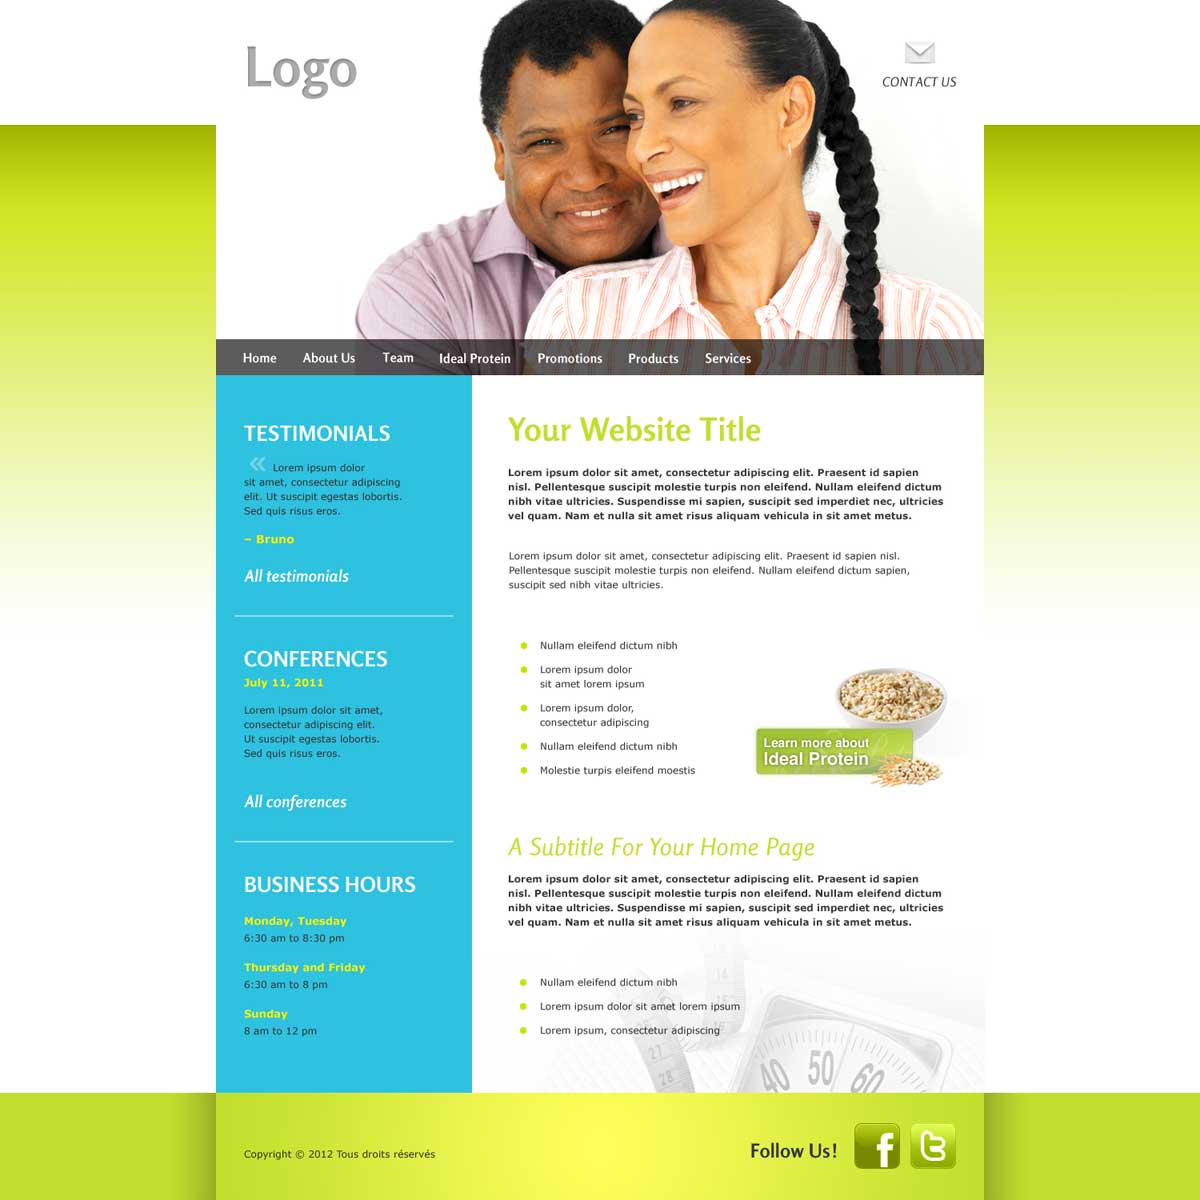 Logo
CONTACT US
Home About Us Team Ideal Protein Promotions Products Services
TESTIMONIALS
« Lorem ipsum dolor
sit amet, consectetur adipiscing
elit. Ut suscipit egestas lobortis.
Sed quis risus eros.
– Bruno
All testimonials
CONFERENCES
July 11, 2011
Lorem ipsum dolor sit amet,
consectetur adipiscing elit.
Ut suscipit egestas lobortis.
Sed quis risus eros.
All conferences
BUSINESS HOURS
Monday, Tuesday
6:30 am to 8:30 pm
Thursday and Friday
6:30 am to 8 pm
Sunday
8 am to 12 pm
Your Website Title
Lorem ipsum dolor sit amet, consectetur adipiscing elit. Praesent id sapien
nisl. Pellentesque suscipit molestie turpis non eleifend. Nullam eleifend dictum
nibh vitae ultricies. Suspendisse mi sapien, suscipit sed imperdiet nec, ultricies
vel quam. Nam et nulla sit amet risus aliquam vehicula in sit amet metus.
Lorem ipsum dolor sit amet, consectetur adipiscing elit. Praesent id sapien nisl.
Pellentesque suscipit molestie turpis non eleifend. Nullam eleifend dictum sapien,
suscipit sed nibh vitae ultricies.
Nullam eleifend dictum nibh
Lorem ipsum dolor
sit amet lorem ipsum
Lorem ipsum dolor,
consectetur adipiscing
Nullam eleifend dictum nibh
Molestie turpis eleifend moestis
Learn more about
Ideal Protein
A Subtitle For Your Home Page
Lorem ipsum dolor sit amet, consectetur adipiscing elit. Praesent id sapien
nisl. Pellentesque suscipit molestie turpis non eleifend. Nullam eleifend dictum
nibh vitae ultricies. Suspendisse mi sapien, suscipit sed imperdiet nec, ultricies
vel quam. Nam et nulla sit amet risus aliquam vehicula in sit amet metus.
Nullam eleifend dictum nibh
Lorem ipsum dolor sit amet lorem ipsum
Lorem ipsum, consectetur adipiscing
14
15
27
28
40 50 60
Copyright © 2012 Tous droits réservés
Follow Us!
f t